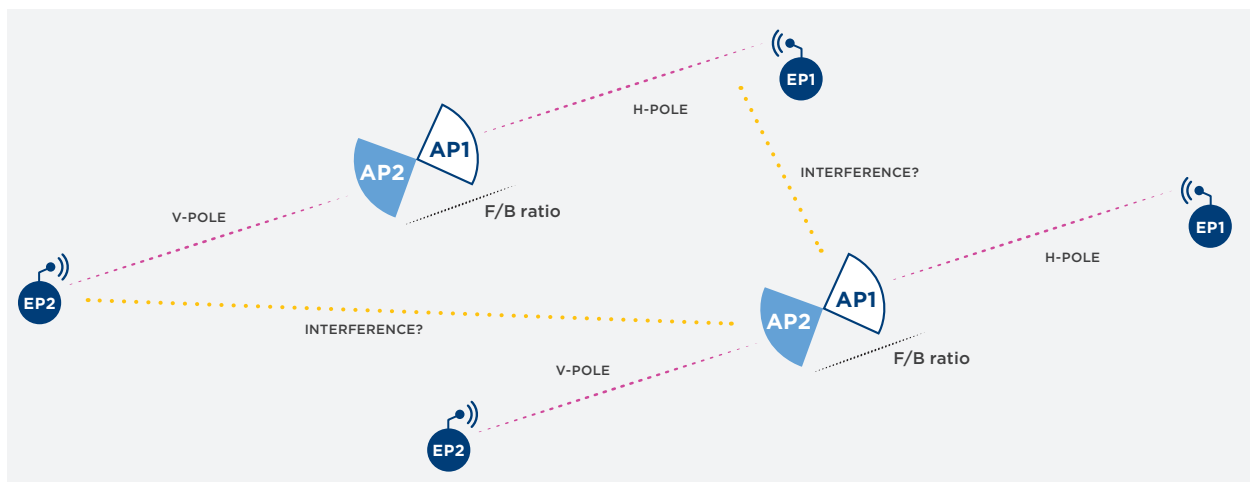 EP1
H-POLE
AP1
AP2
INTERFERENCE?
F/B ratio
EP1
V-POLE
EP2
H-POLE
AP1
AP2
INTERFERENCE?
F/B ratio
V-POLE
EP2